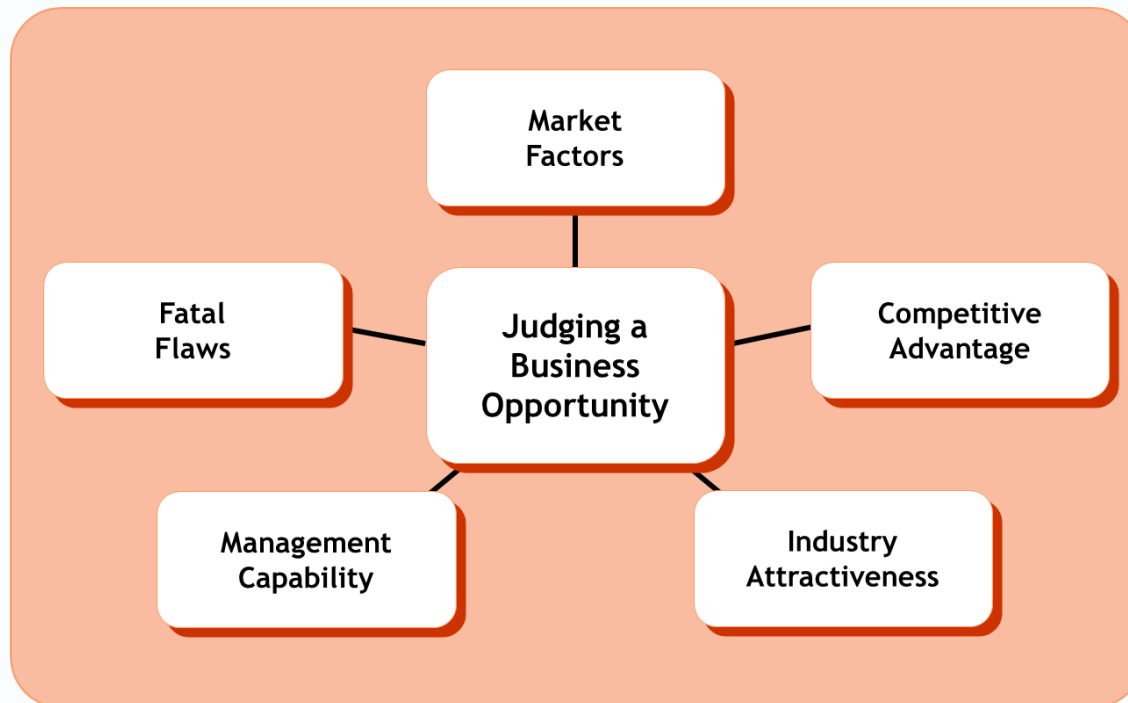 Market
Factors
Fatal
Flaws
Judging a
Business
Opportunity
Competitive
Advantage
Management
Capability
Industry
Attractiveness